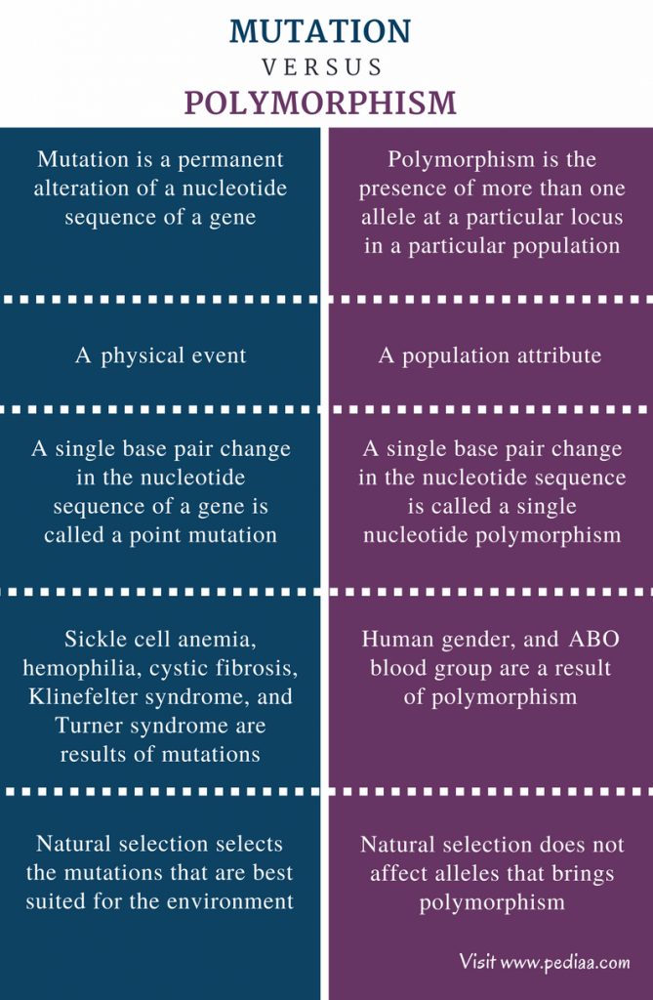 MUTATION
VERSUS
POLYMORPHISM
Mutation is a permanent
alteration of a nucleotide
sequence of a gene
Polymorphism is the
presence of more than one
allele at a particular locus
in a particular population
A physical event
A population attribute
A single base pair change
in the nucleotide
sequence of a gene is
called a point mutation
A single base pair change
in the nucleotide sequence
is called a single
nucleotide polymorphism
Sickle cell anemia,
hemophilia, cystic fibrosis,
Klinefelter syndrome, and
Turner syndrome are
results of mutations
Human gender, and ABO
blood group are a result
of polymorphism
Natural selection selects
the mutations that are best
suited for the environment
Natural selection does not
affect alleles that brings
polymorphism
Visit www.pediaa.com